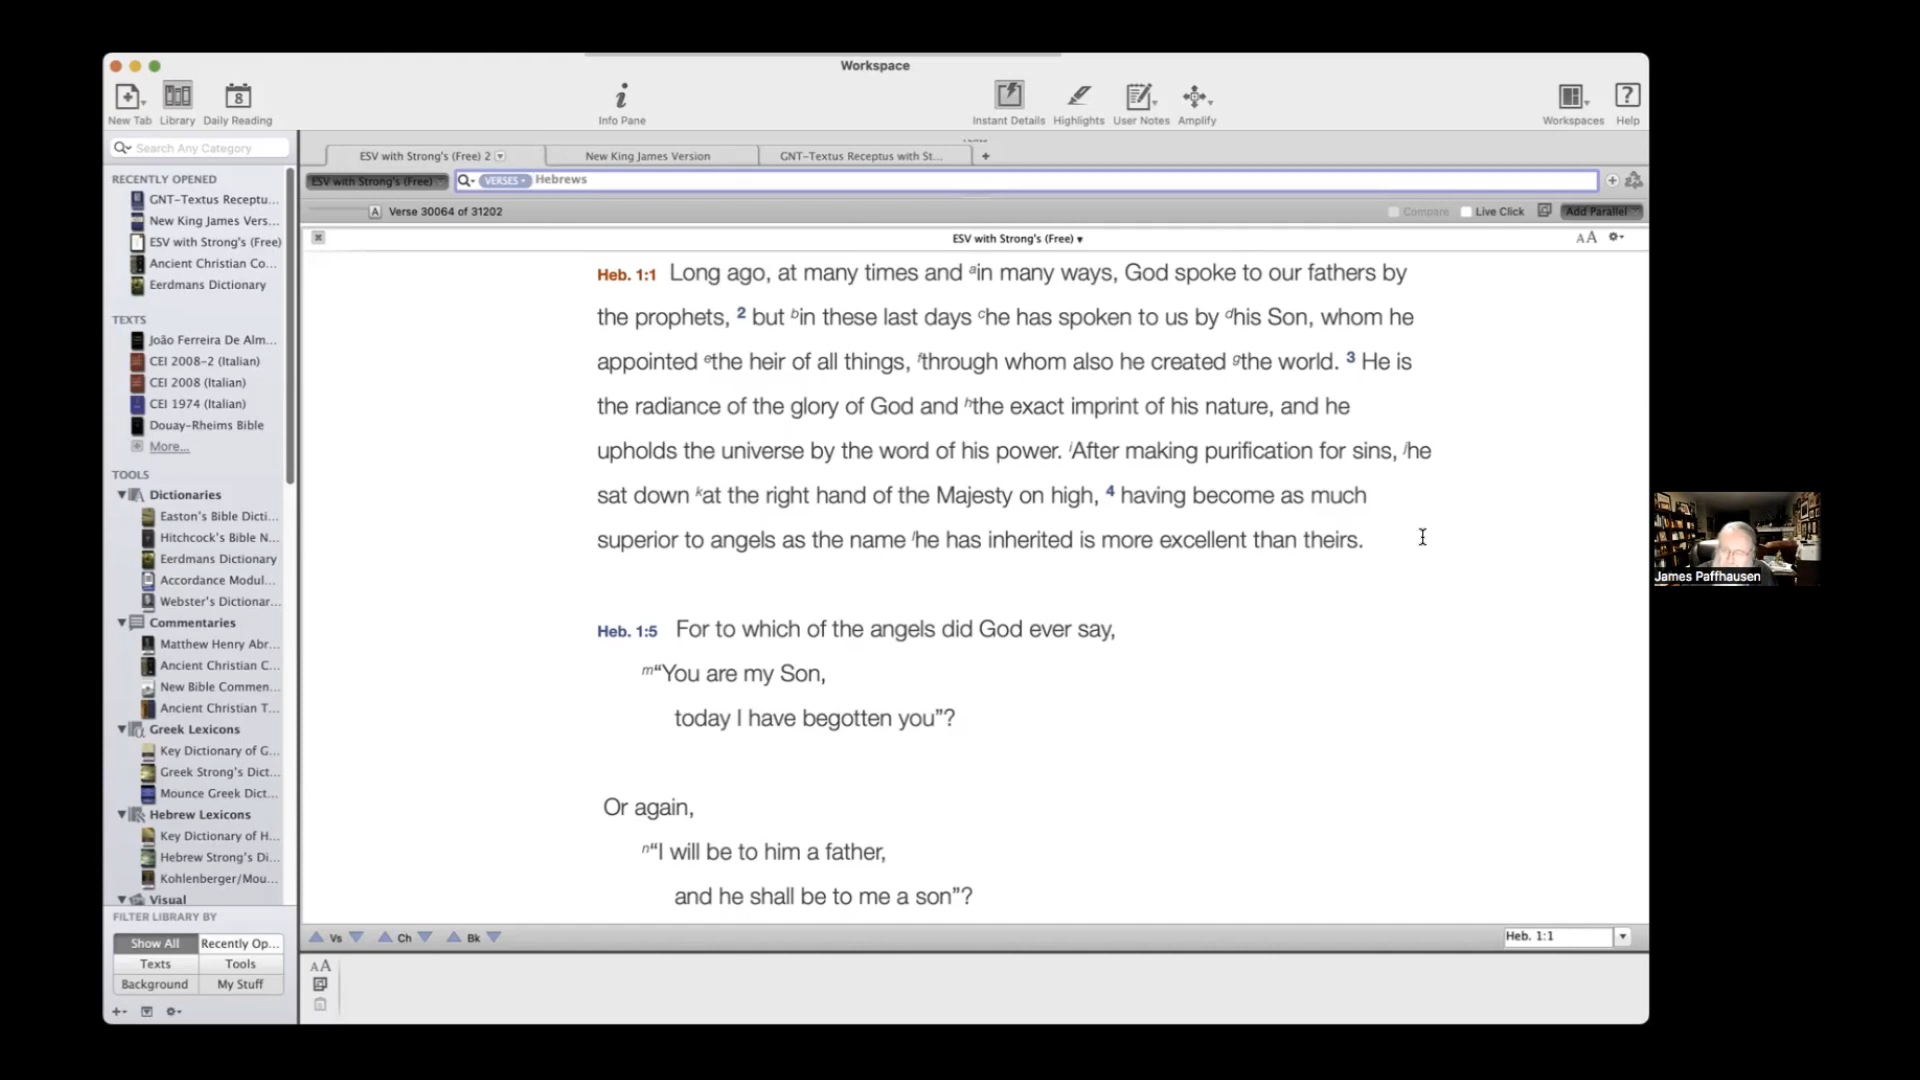 Workspace
New Tab Library Daily Reading Info Pane Instant Details Highlights User Notes Amplify Workspaces Help
8
Search Any Category
ESV with Strong's (Free) 2 New King James Version GNT-Textus Receptus with St...
ESV with Strong's (Free) VERSES Hebrews
A Verse 30064 of 31202 Compare Live Click Add Parallel
ESV with Strong's (Free) AA
RECENTLY OPENED
GNT-Textus Receptu...
New King James Vers...
ESV with Strong's (Free)
Ancient Christian Co...
Eerdmans Dictionary
TEXTS
João Ferreira De Alm...
CEI 2008-2 (Italian)
CEI 2008 (Italian)
CEI 1974 (Italian)
Douay-Rheims Bible
More...
TOOLS
Dictionaries
Easton's Bible Dicti...
Hitchcock's Bible N...
Eerdmans Dictionary
Accordance Modul...
Webster's Dictionar...
Commentaries
Matthew Henry Abr...
Ancient Christian C...
New Bible Commen...
Ancient Christian T...
Greek Lexicons
Key Dictionary of G...
Greek Strong's Dict...
Mounce Greek Dict...
Hebrew Lexicons
Key Dictionary of H...
Hebrew Strong's Di...
Kohlenberger/Mou...
Visual
FILTER LIBRARY BY
Show All Recently Op...
Texts Tools
Background My Stuff
Heb. 1:1 Long ago, at many times and ain many ways, God spoke to our fathers by
the prophets, 2 but bin these last days che has spoken to us by dhis Son, whom he
appointed ethe heir of all things, fthrough whom also he created gthe world. 3 He is
the radiance of the glory of God and hthe exact imprint of his nature, and he
upholds the universe by the word of his power. iAfter making purification for sins, jhe
sat down kat the right hand of the Majesty on high, 4 having become as much
superior to angels as the name lhe has inherited is more excellent than theirs.
Heb. 1:5 For to which of the angels did God ever say,
m“You are my Son,
today I have begotten you”?
Or again,
n“I will be to him a father,
and he shall be to me a son”?
Vs Ch Bk Heb. 1:1
AA
James Paffhausen